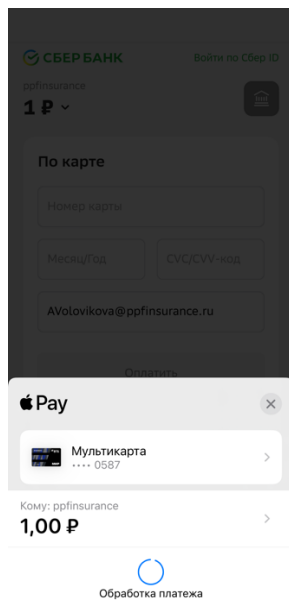 СБЕР БАНК
Войти по Сбер ID
ppfinsurance
1 ₽
По карте
Номер карты
Месяц/Год
CVC/CVV-код
AVolovikova@ppfinsurance.ru
Оплатить
Pay
Мультикарта
•••• 0587
Кому: ppfinsurance
1,00 ₽
Обработка платежа